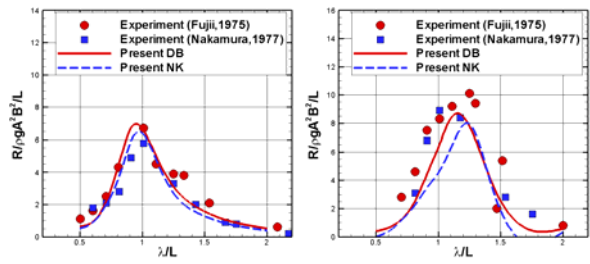 Experiment (Fujii,1975)
Experiment (Nakamura,1977)
Present DB
Present NK
R/ρgA²B²/L
14
12
10
8
6
4
2
0
0.5
1
1.5
2
λ/L
Experiment (Fujii,1975)
Experiment (Nakamura,1977)
Present DB
Present NK
R/ρgA²B²/L
16
14
12
10
8
6
4
2
0
0.5
1
1.5
2
λ/L